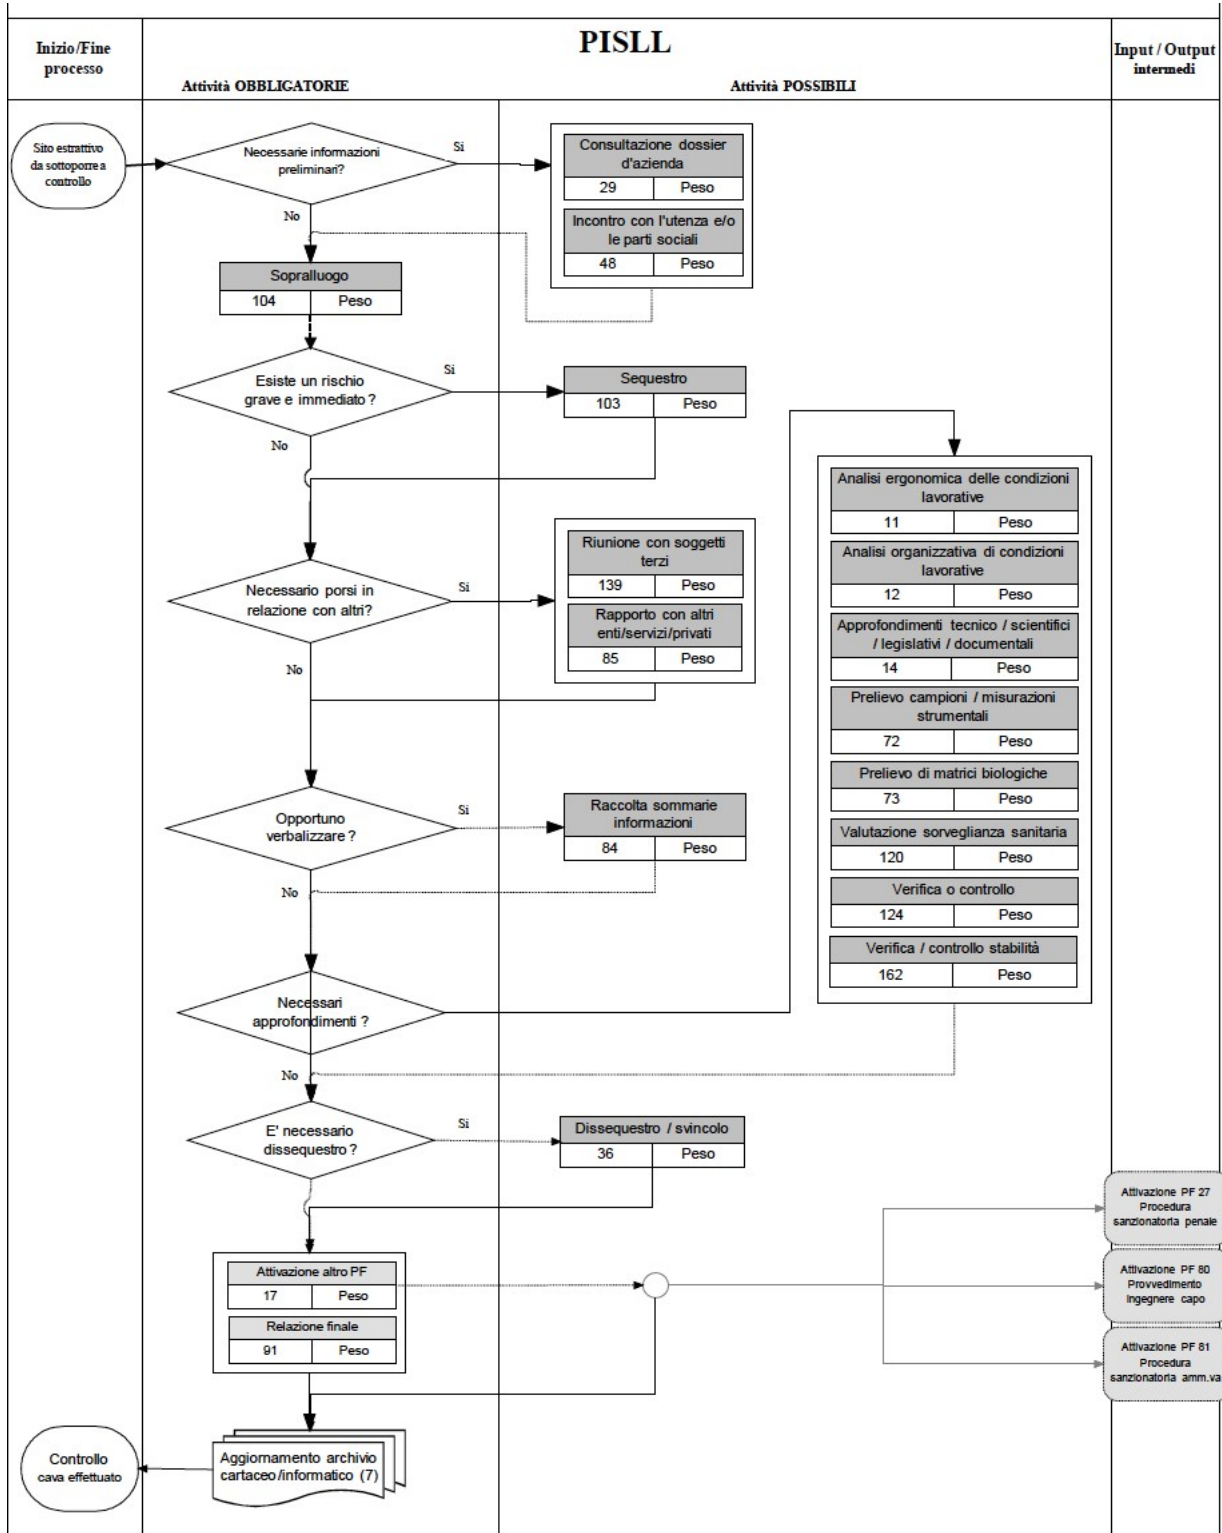 Inizio/Fine
processo
PISLL
Attività OBBLIGATORIE
Attività POSSIBILI
Input / Output
intermedi
Sito estrattivo
da sottoporre a
controllo
Necessarie informazioni
preliminari?
Si
No
Consultazione dossier
d'azienda
29 Peso
Incontro con l'utenza e/o
le parti sociali
48 Peso
Sopralluogo
104 Peso
Esiste un rischio
grave e immediato ?
Si
No
Sequestro
103 Peso
Necessario porsi in
relazione con altri?
Si
No
Riunione con soggetti
terzi
139 Peso
Rapporto con altri
enti/servizi/privati
85 Peso
Opportuno
verbalizzare ?
Si
No
Raccolta sommarie
informazioni
84 Peso
Necessari
approfondimenti ?
No
Analisi ergonomica delle condizioni
lavorative
11 Peso
Analisi organizzativa di condizioni
lavorative
12 Peso
Approfondimenti tecnico / scientifici
/ legislativi / documentali
14 Peso
Prelievo campioni / misurazioni
strumentali
72 Peso
Prelievo di matrici biologiche
73 Peso
Valutazione sorveglianza sanitaria
120 Peso
Verifica o controllo
124 Peso
Verifica / controllo stabilità
162 Peso
E' necessario
dissequestro ?
Si
Dissequestro / svincolo
36 Peso
Attivazione altro PF
17 Peso
Relazione finale
91 Peso
Attivazione PF 27
Procedura
sanzionatoria penale
Attivazione PF 80
Provvedimento
Ingegnere capo
Attivazione PF 81
Procedura
sanzionatoria amm.va
Aggiornamento archivio
cartaceo/informatico (7)
Controllo
cava effettuato